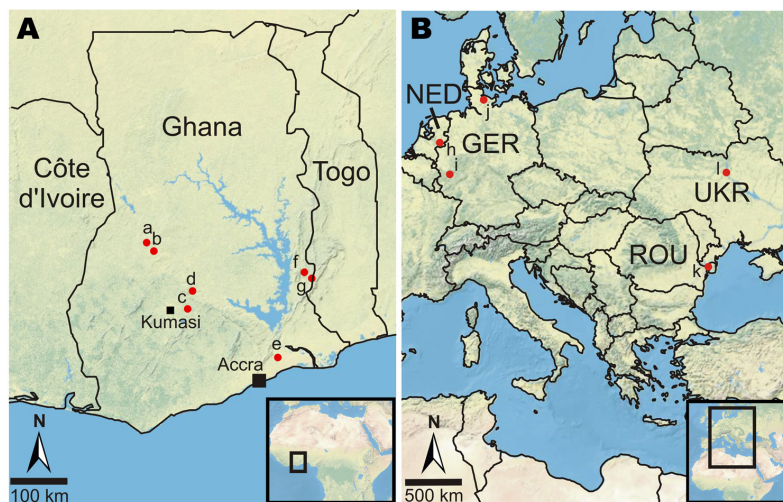 A
Ghana
Côte
d'Ivoire
Togo
a
b
f
g
d
c
Kumasi
e
Accra
N
100 km
B
NED
j
h
GER
i
l
UKR
ROU
k
N
500 km